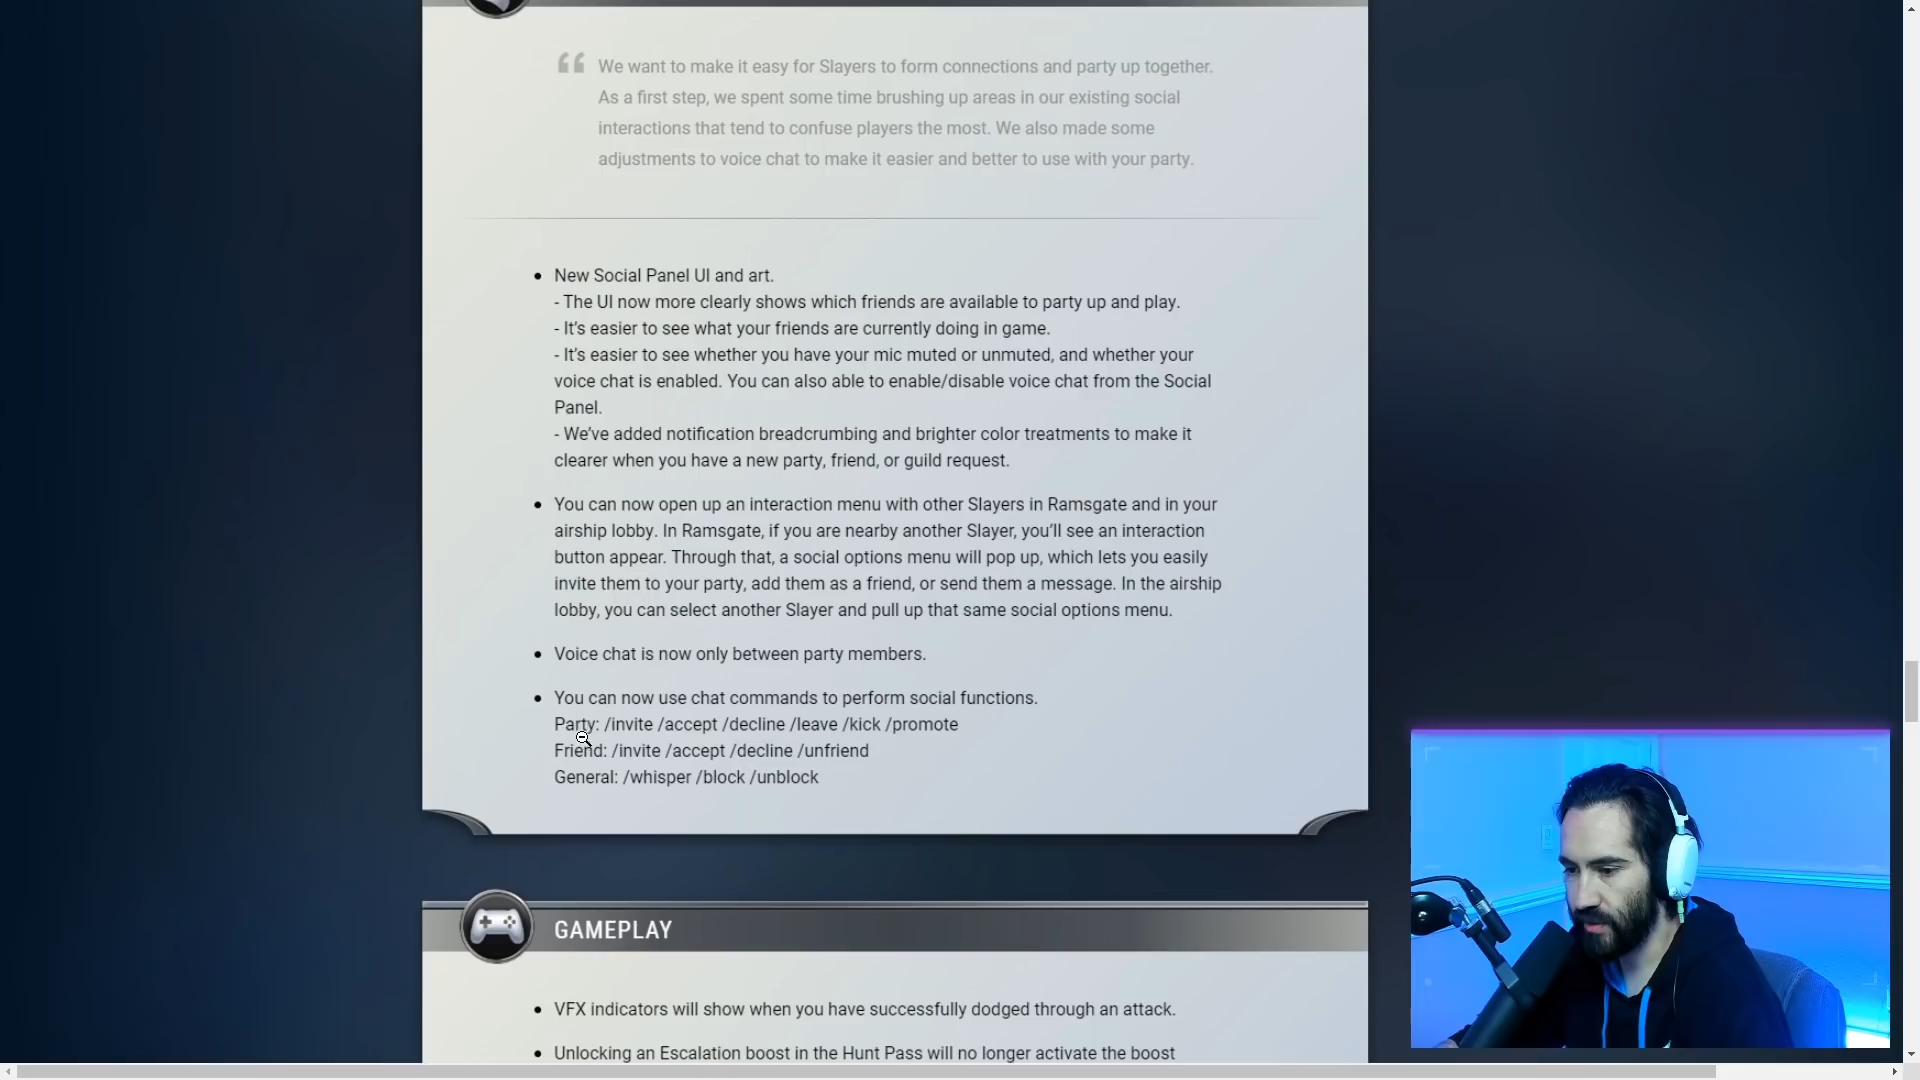 We want to make it easy for Slayers to form connections and party up together.
As a first step, we spent some time brushing up areas in our existing social
interactions that tend to confuse players the most. We also made some
adjustments to voice chat to make it easier and better to use with your party.
New Social Panel UI and art.
- The UI now more clearly shows which friends are available to party up and play.
- It’s easier to see what your friends are currently doing in game.
- It’s easier to see whether you have your mic muted or unmuted, and whether your
voice chat is enabled. You can also able to enable/disable voice chat from the Social
Panel.
- We’ve added notification breadcrumbing and brighter color treatments to make it
clearer when you have a new party, friend, or guild request.
You can now open up an interaction menu with other Slayers in Ramsgate and in your
airship lobby. In Ramsgate, if you are nearby another Slayer, you’ll see an interaction
button appear. Through that, a social options menu will pop up, which lets you easily
invite them to your party, add them as a friend, or send them a message. In the airship
lobby, you can select another Slayer and pull up that same social options menu.
Voice chat is now only between party members.
You can now use chat commands to perform social functions.
Party: /invite /accept /decline /leave /kick /promote
Friend: /invite /accept /decline /unfriend
General: /whisper /block /unblock
GAMEPLAY
VFX indicators will show when you have successfully dodged through an attack.
Unlocking an Escalation boost in the Hunt Pass will no longer activate the boost